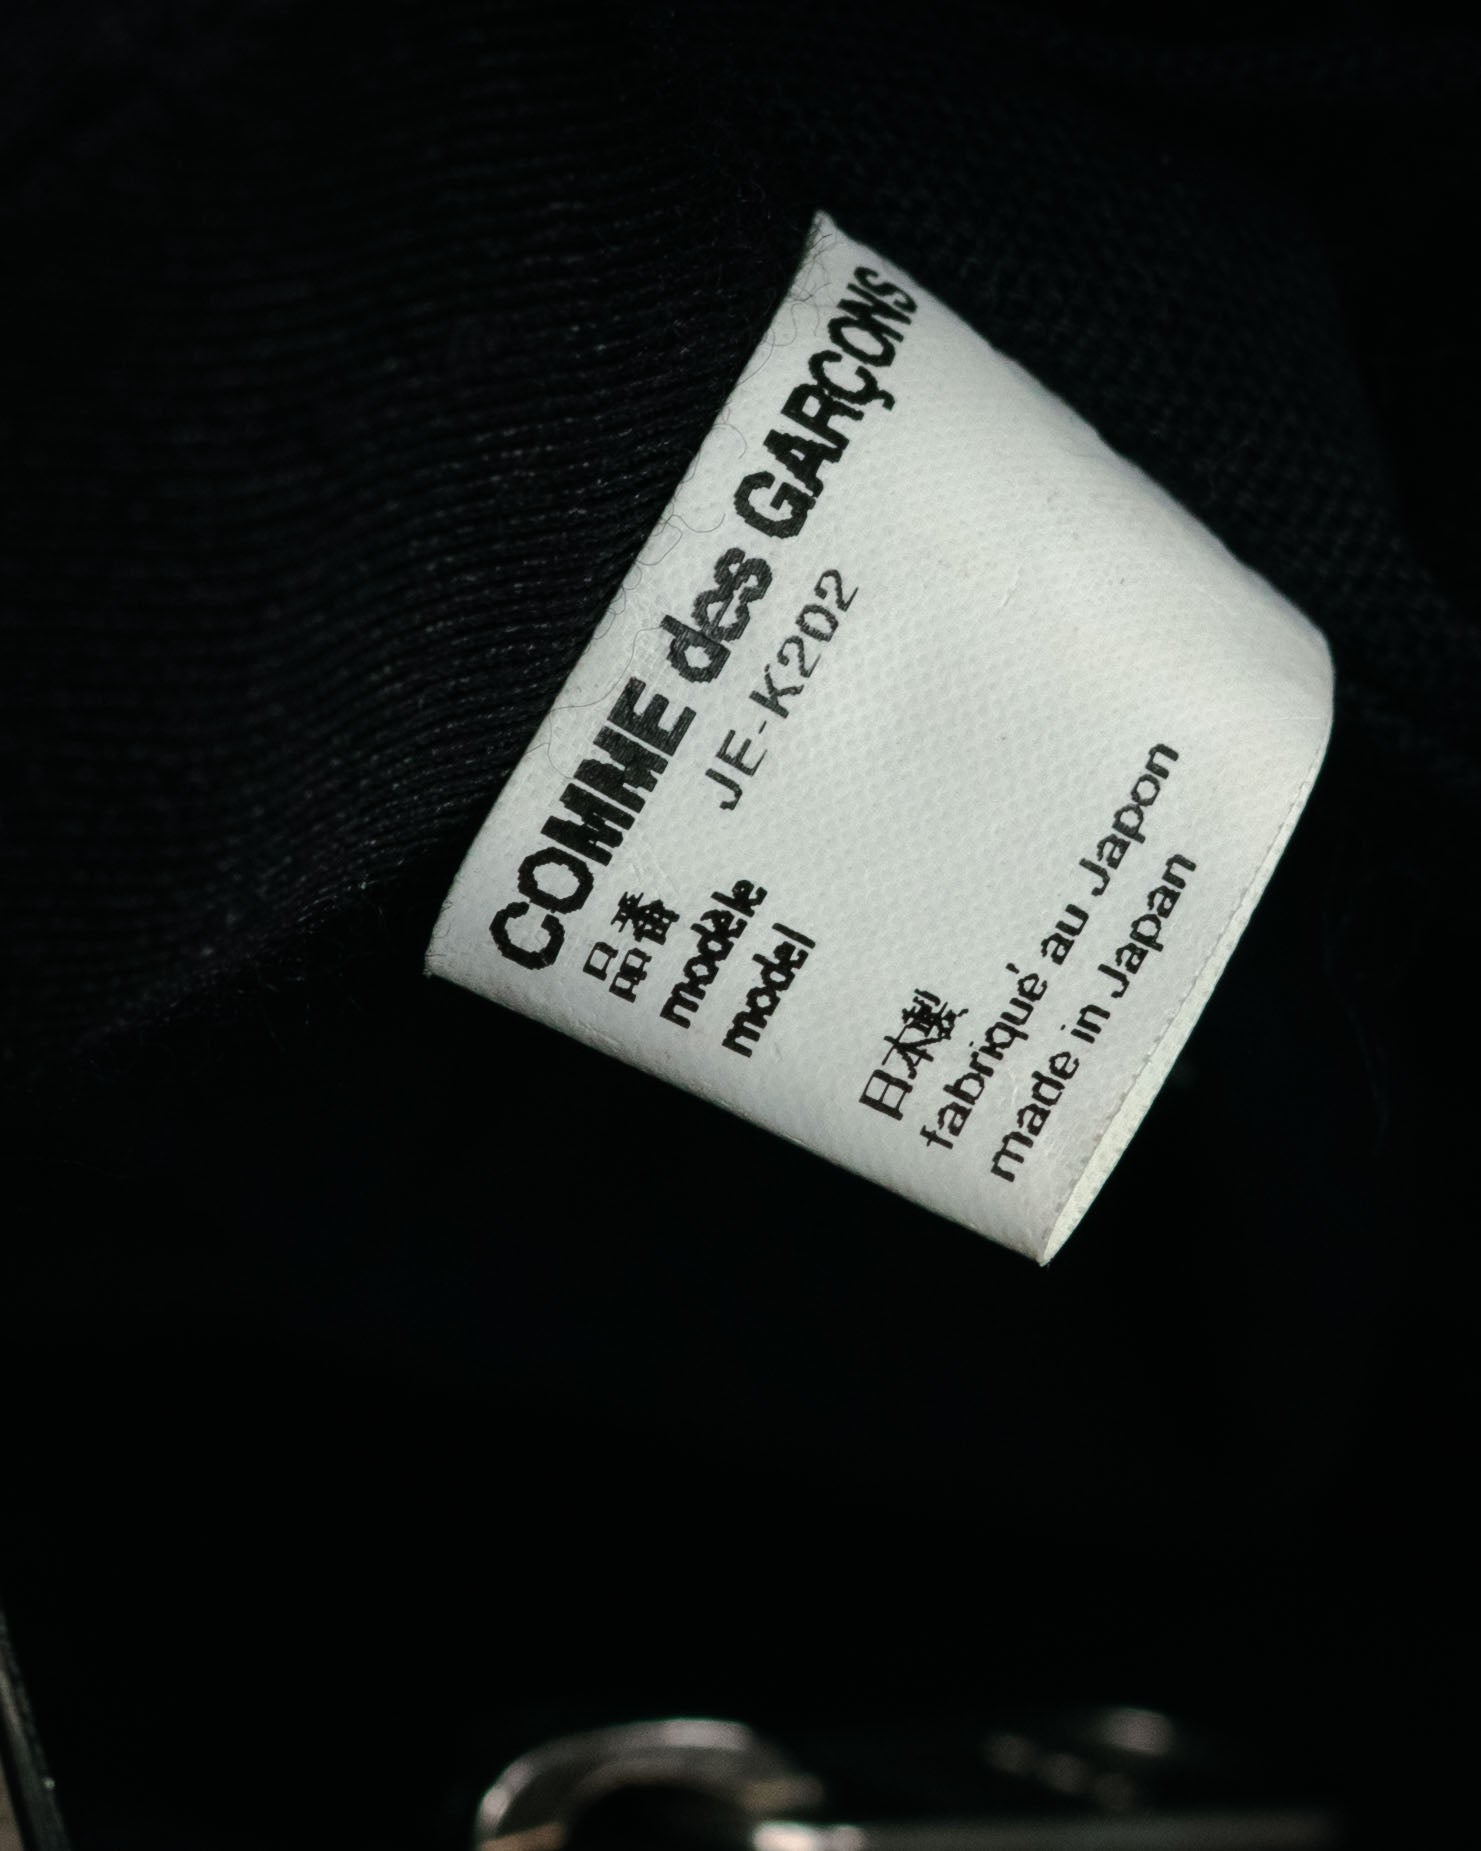 COMME des GARÇONS
品番 JE-K202
modèle
model
日本製
fabriqué au Japon
made in Japan